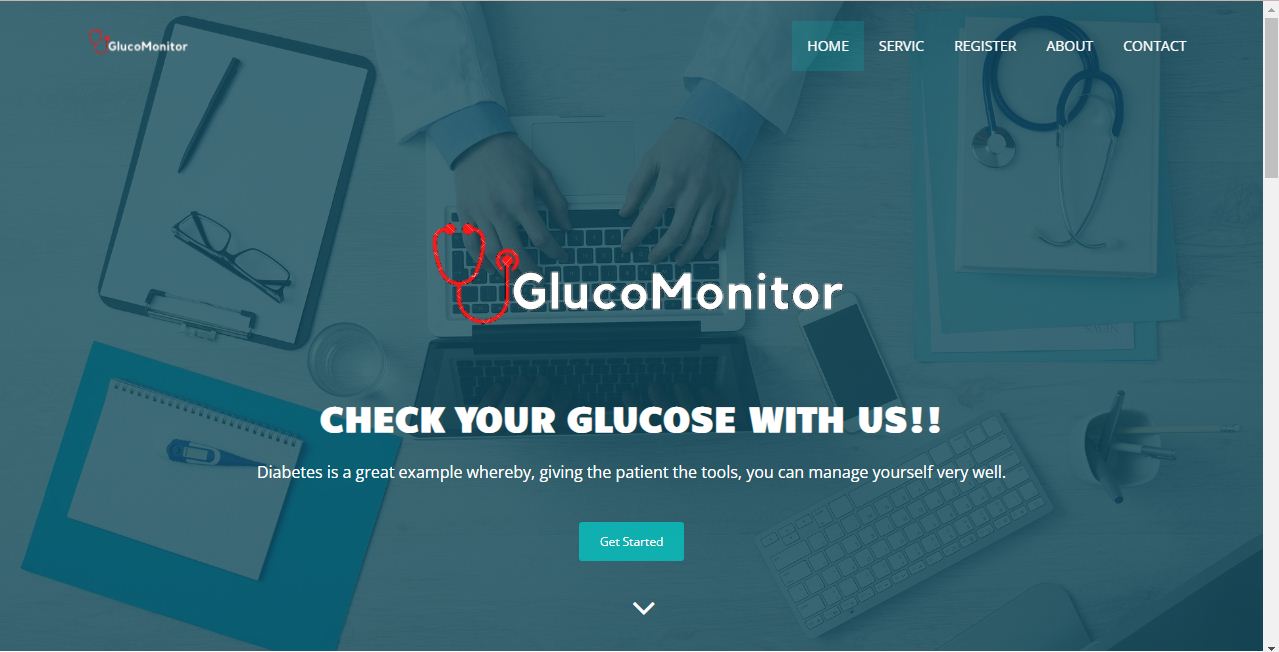 GlucoMonitor
HOME SERVIC REGISTER ABOUT CONTACT
GlucoMonitor
CHECK YOUR GLUCOSE WITH US!!
Diabetes is a great example whereby, giving the patient the tools, you can manage yourself very well.
Get Started